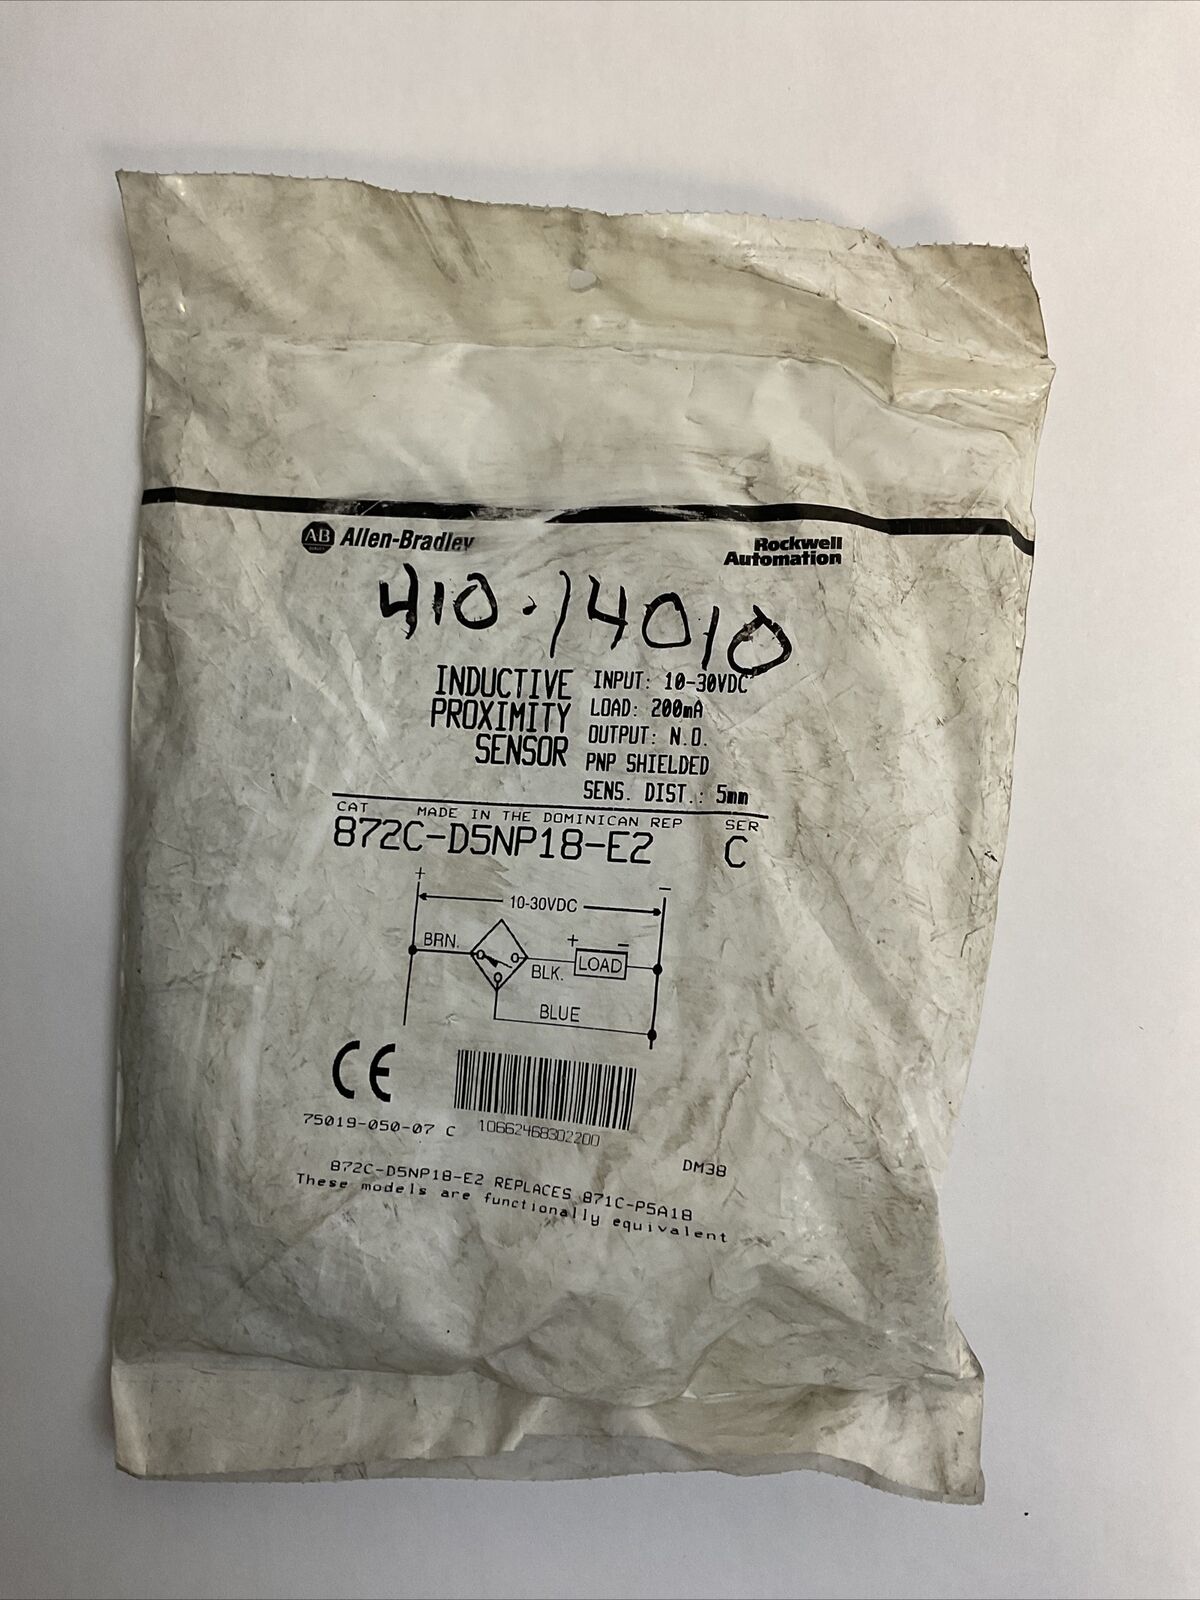 AB Allen-Bradley
Rockwell
Automation
410-14010
INDUCTIVE
PROXIMITY
SENSOR
INPUT: 10-30VDC
LOAD: 200mA
OUTPUT: N.O.
PNP SHIELDED
SENS. DIST.: 5mm
CAT MADE IN THE DOMINICAN REP SER
872C-D5NP18-E2 C
+ −
10-30VDC
BRN.
+ −
LOAD
BLK.
BLUE
CE
75019-050-07 C
10662468302200
DM38
872C-D5NP18-E2 REPLACES 871C-P5A18
These models are functionally equivalent